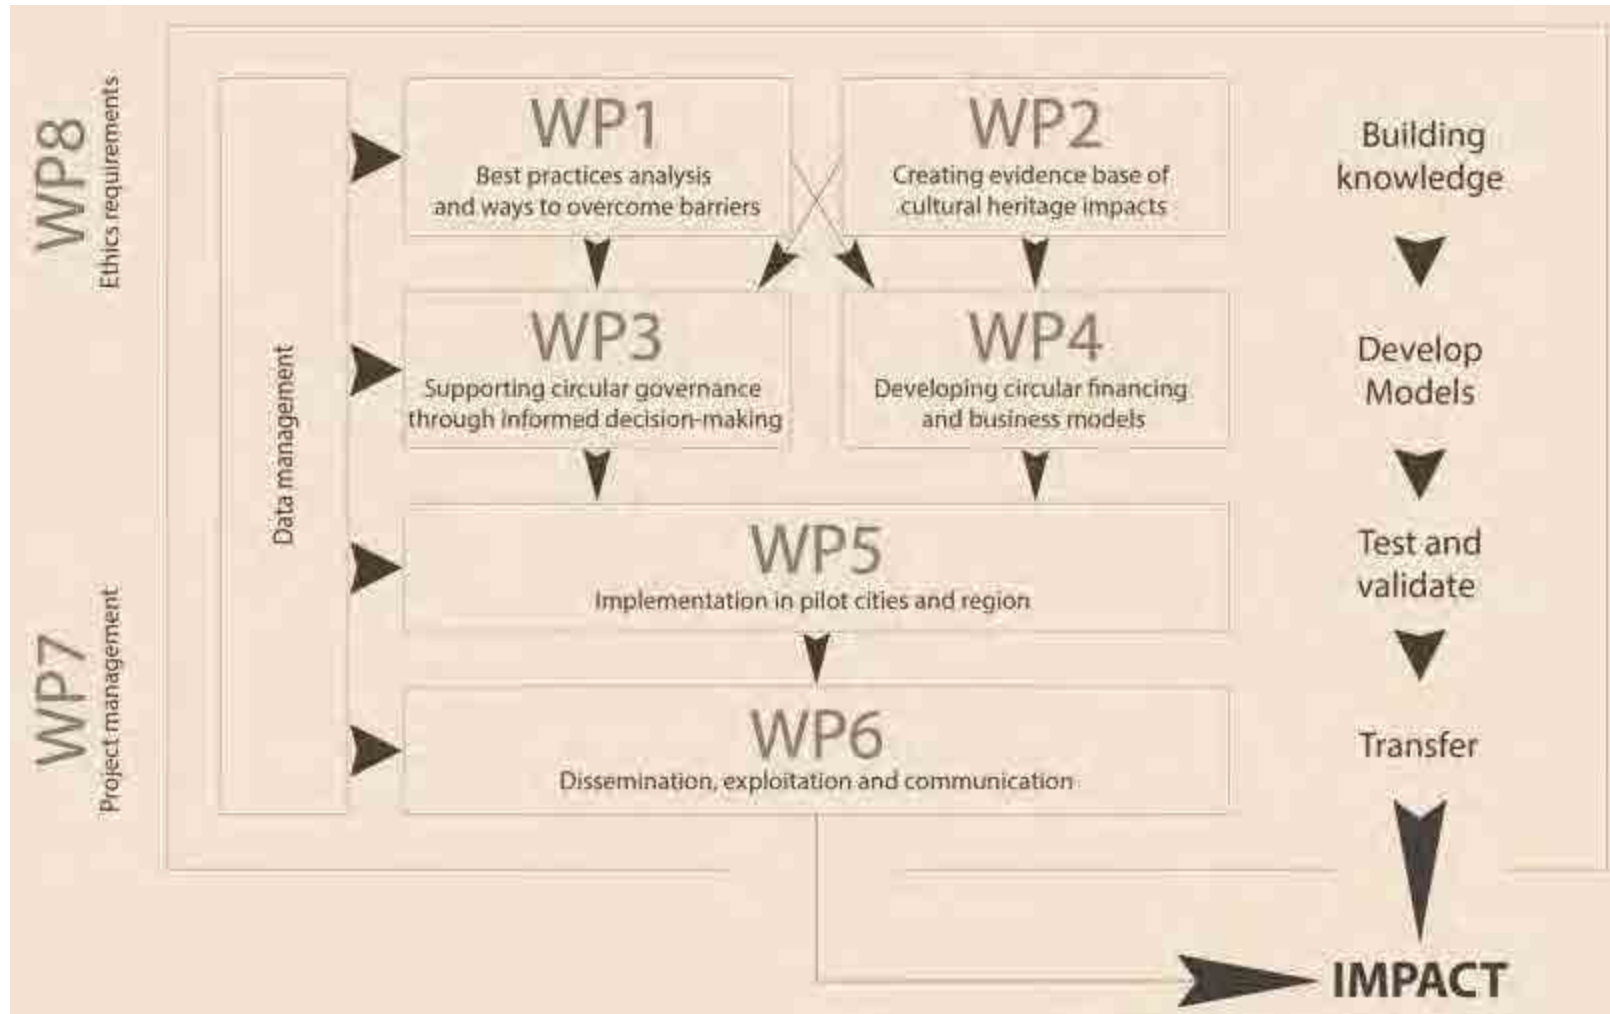 WP8
Ethics requirements
WP7
Project management
Data management
WP1
Best practices analysis
and ways to overcome barriers
WP2
Creating evidence base of
cultural heritage impacts
WP3
Supporting circular governance
through informed decision-making
WP4
Developing circular financing
and business models
WP5
Implementation in pilot cities and region
WP6
Dissemination, exploitation and communication
Building
knowledge
Develop
Models
Test and
validate
Transfer
IMPACT